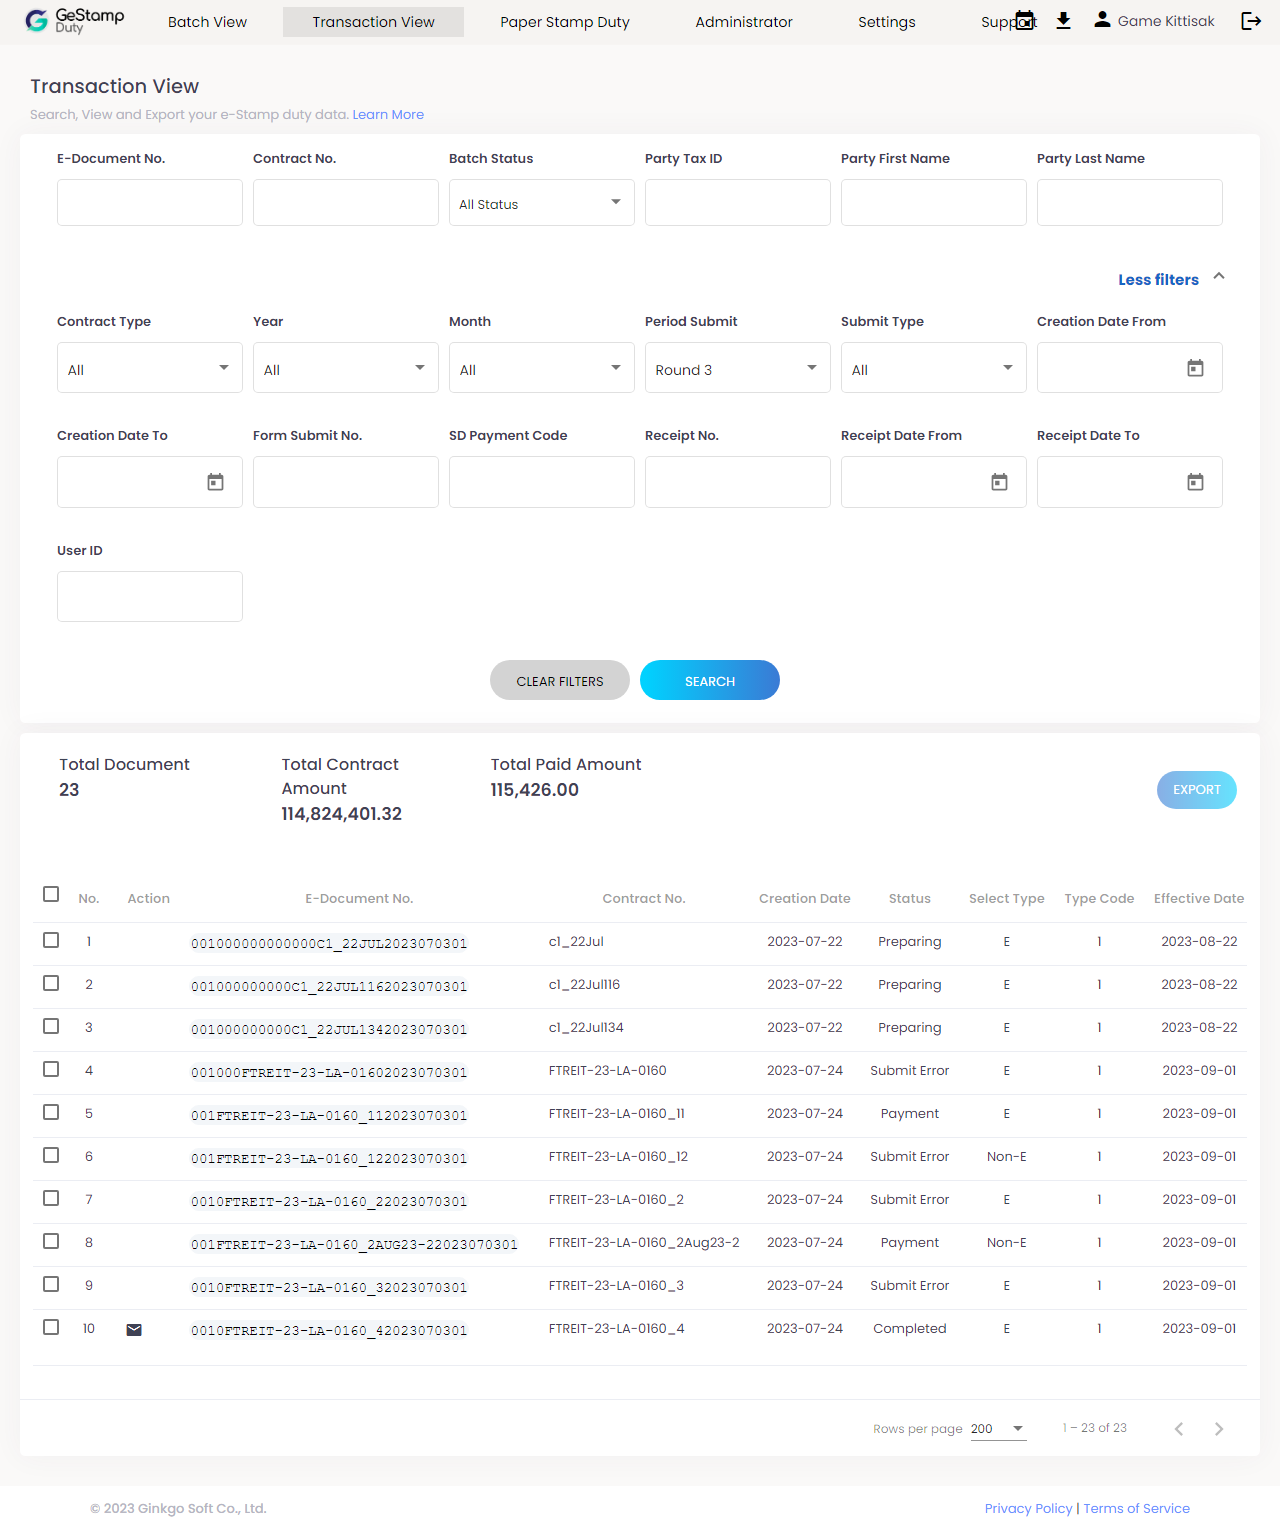 GeStamp
Duty
Batch View
Transaction View
Paper Stamp Duty
Administrator
Settings
Support
Game Kittisak
Transaction View
Search, View and Export your e-Stamp duty data. Learn More
E-Document No. Contract No. Batch Status Party Tax ID Party First Name Party Last Name
All Status
Less filters
Contract Type Year Month Period Submit Submit Type Creation Date From
All All All Round 3 All
Creation Date To Form Submit No. SD Payment Code Receipt No. Receipt Date From Receipt Date To
User ID
CLEAR FILTERS SEARCH
Total Document
23
Total Contract
Amount
114,824,401.32
Total Paid Amount
115,426.00
EXPORT
No. Action E-Document No. Contract No. Creation Date Status Select Type Type Code Effective Date
1 001000000000000C1_22JUL2023070301 c1_22Jul 2023-07-22 Preparing E 1 2023-08-22
2 001000000000C1_22JUL1162023070301 c1_22Jul116 2023-07-22 Preparing E 1 2023-08-22
3 001000000000C1_22JUL1342023070301 c1_22Jul134 2023-07-22 Preparing E 1 2023-08-22
4 001000FTREIT-23-LA-01602023070301 FTREIT-23-LA-0160 2023-07-24 Submit Error E 1 2023-09-01
5 001FTREIT-23-LA-0160_112023070301 FTREIT-23-LA-0160_11 2023-07-24 Payment E 1 2023-09-01
6 001FTREIT-23-LA-0160_122023070301 FTREIT-23-LA-0160_12 2023-07-24 Submit Error Non-E 1 2023-09-01
7 0010FTREIT-23-LA-0160_22023070301 FTREIT-23-LA-0160_2 2023-07-24 Submit Error E 1 2023-09-01
8 001FTREIT-23-LA-0160_2AUG23-22023070301 FTREIT-23-LA-0160_2Aug23-2 2023-07-24 Payment Non-E 1 2023-09-01
9 0010FTREIT-23-LA-0160_32023070301 FTREIT-23-LA-0160_3 2023-07-24 Submit Error E 1 2023-09-01
10 0010FTREIT-23-LA-0160_42023070301 FTREIT-23-LA-0160_4 2023-07-24 Completed E 1 2023-09-01
Rows per page 200 1 – 23 of 23
© 2023 Ginkgo Soft Co., Ltd.
Privacy Policy | Terms of Service